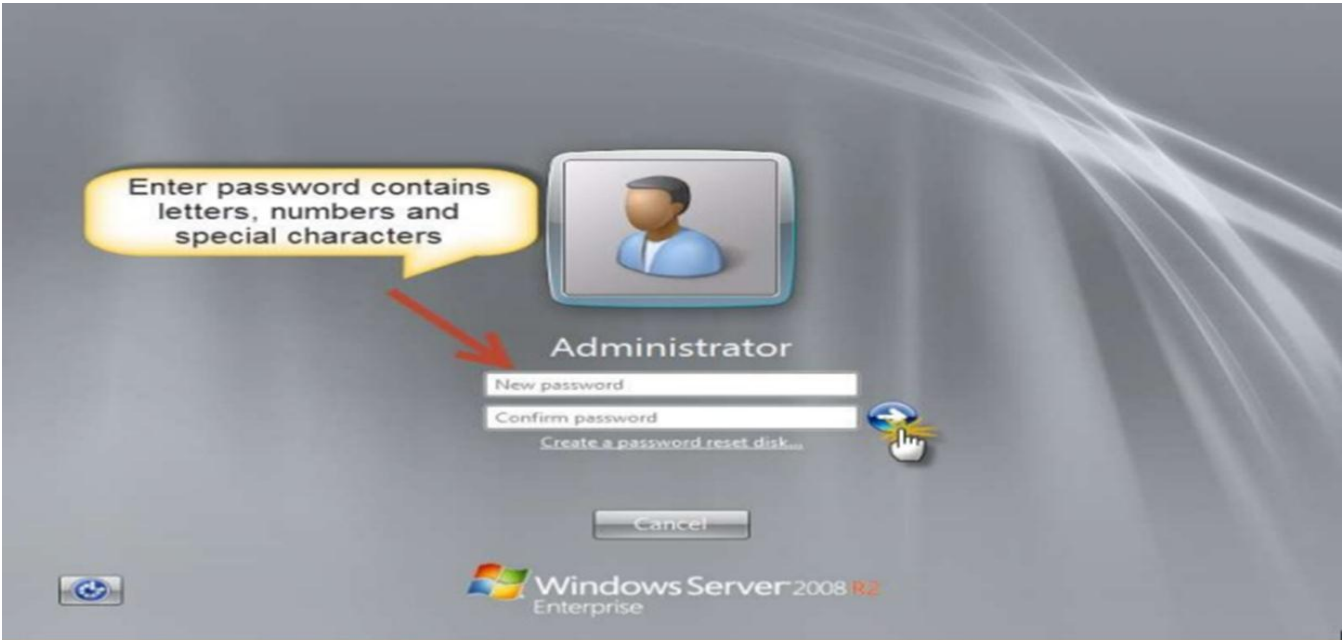 Enter password contains
letters, numbers and
special characters
Administrator
New password
Confirm password
Create a password reset disk...
Cancel
Windows Server 2008 R2
Enterprise